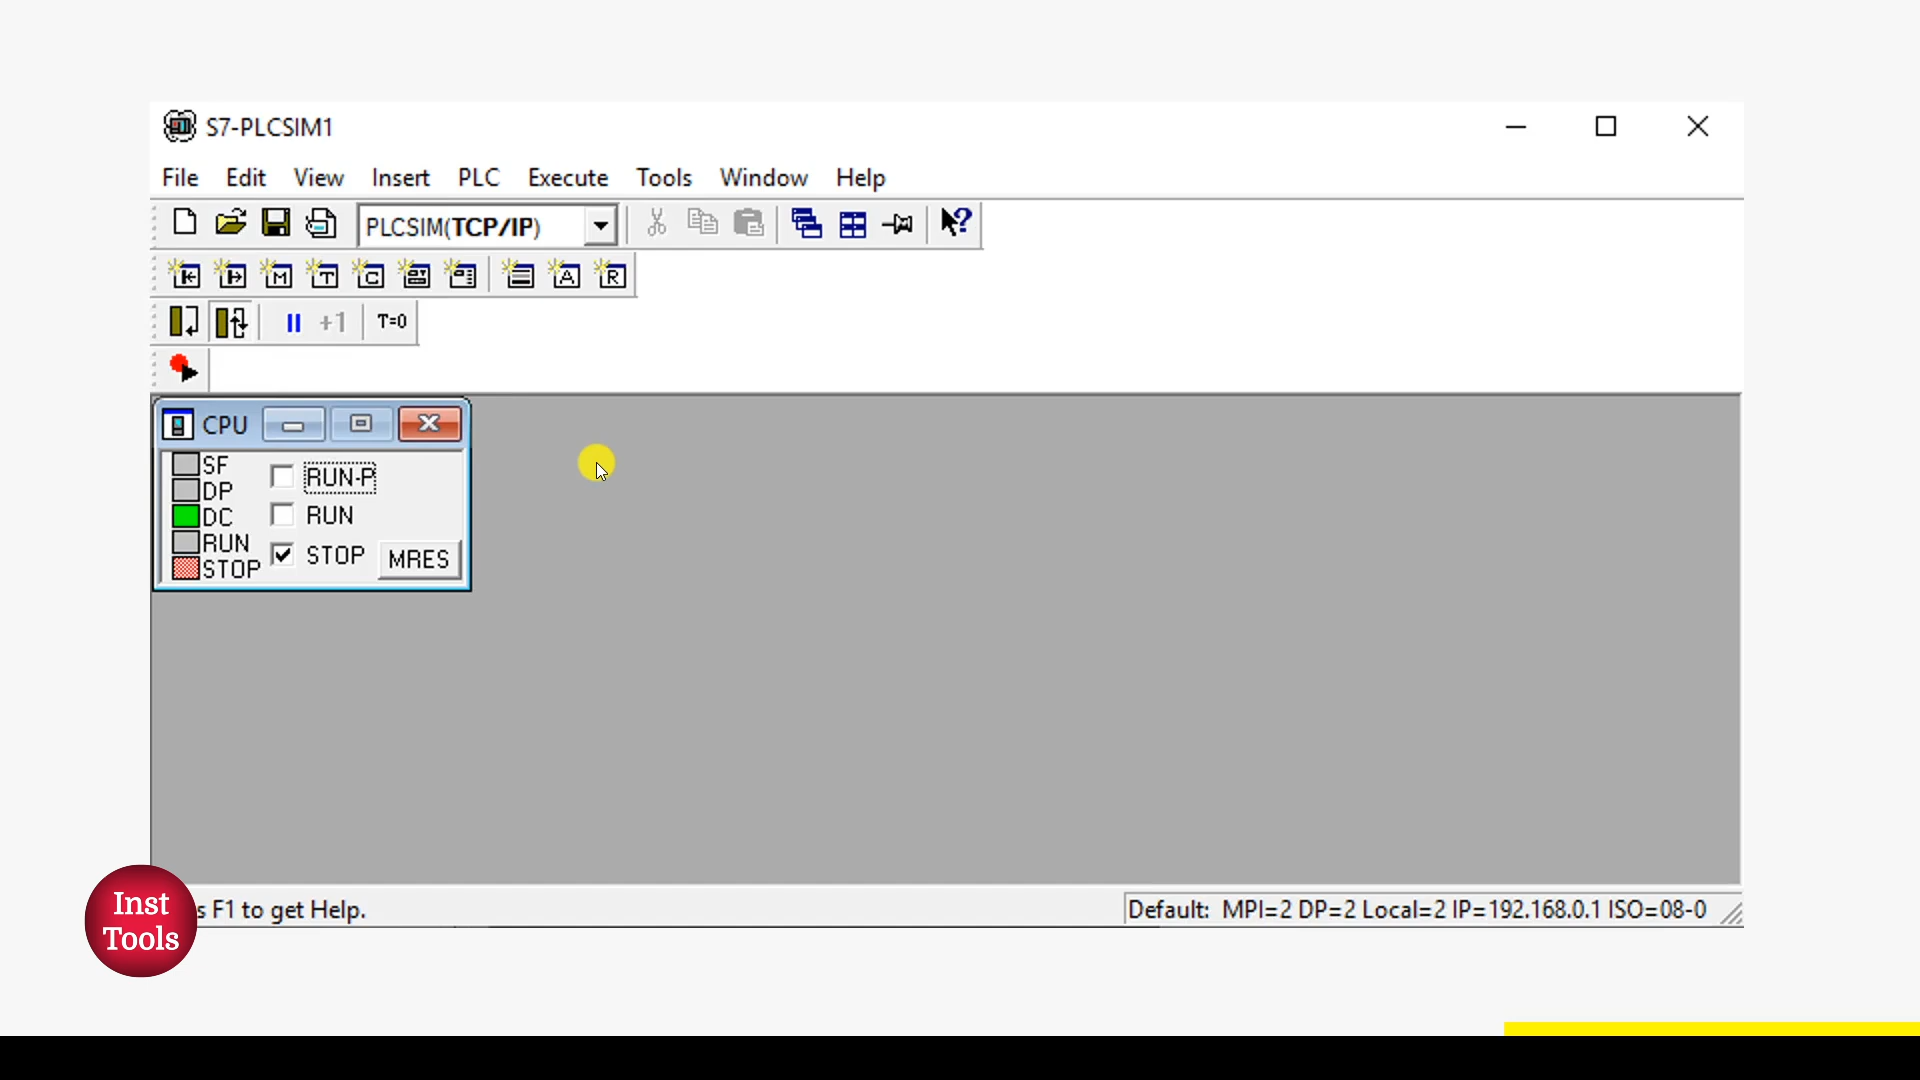 S7-PLCSIM1
File Edit View Insert PLC Execute Tools Window Help
PLCSIM(TCP/IP)
M T C A R
+1 T=0
CPU
SF
DP
DC
RUN
STOP
RUN-P
RUN
STOP
MRES
s F1 to get Help.
Default: MPI=2 DP=2 Local=2 IP=192.168.0.1 ISO=08-0
Inst
Tools